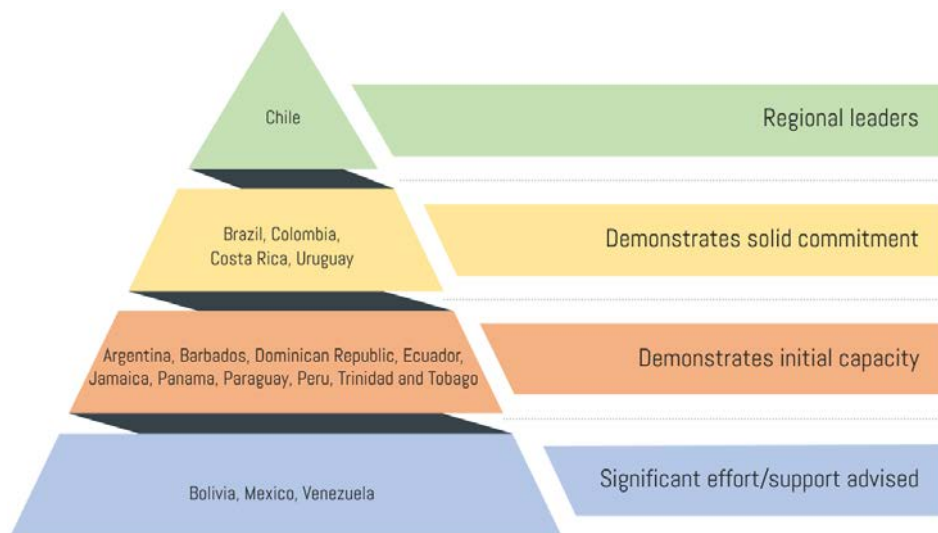 Chile
Regional leaders
Brazil, Colombia,
Costa Rica, Uruguay
Demonstrates solid commitment
Argentina, Barbados, Dominican Republic, Ecuador,
Jamaica, Panama, Paraguay, Peru, Trinidad and Tobago
Demonstrates initial capacity
Bolivia, Mexico, Venezuela
Significant effort/support advised